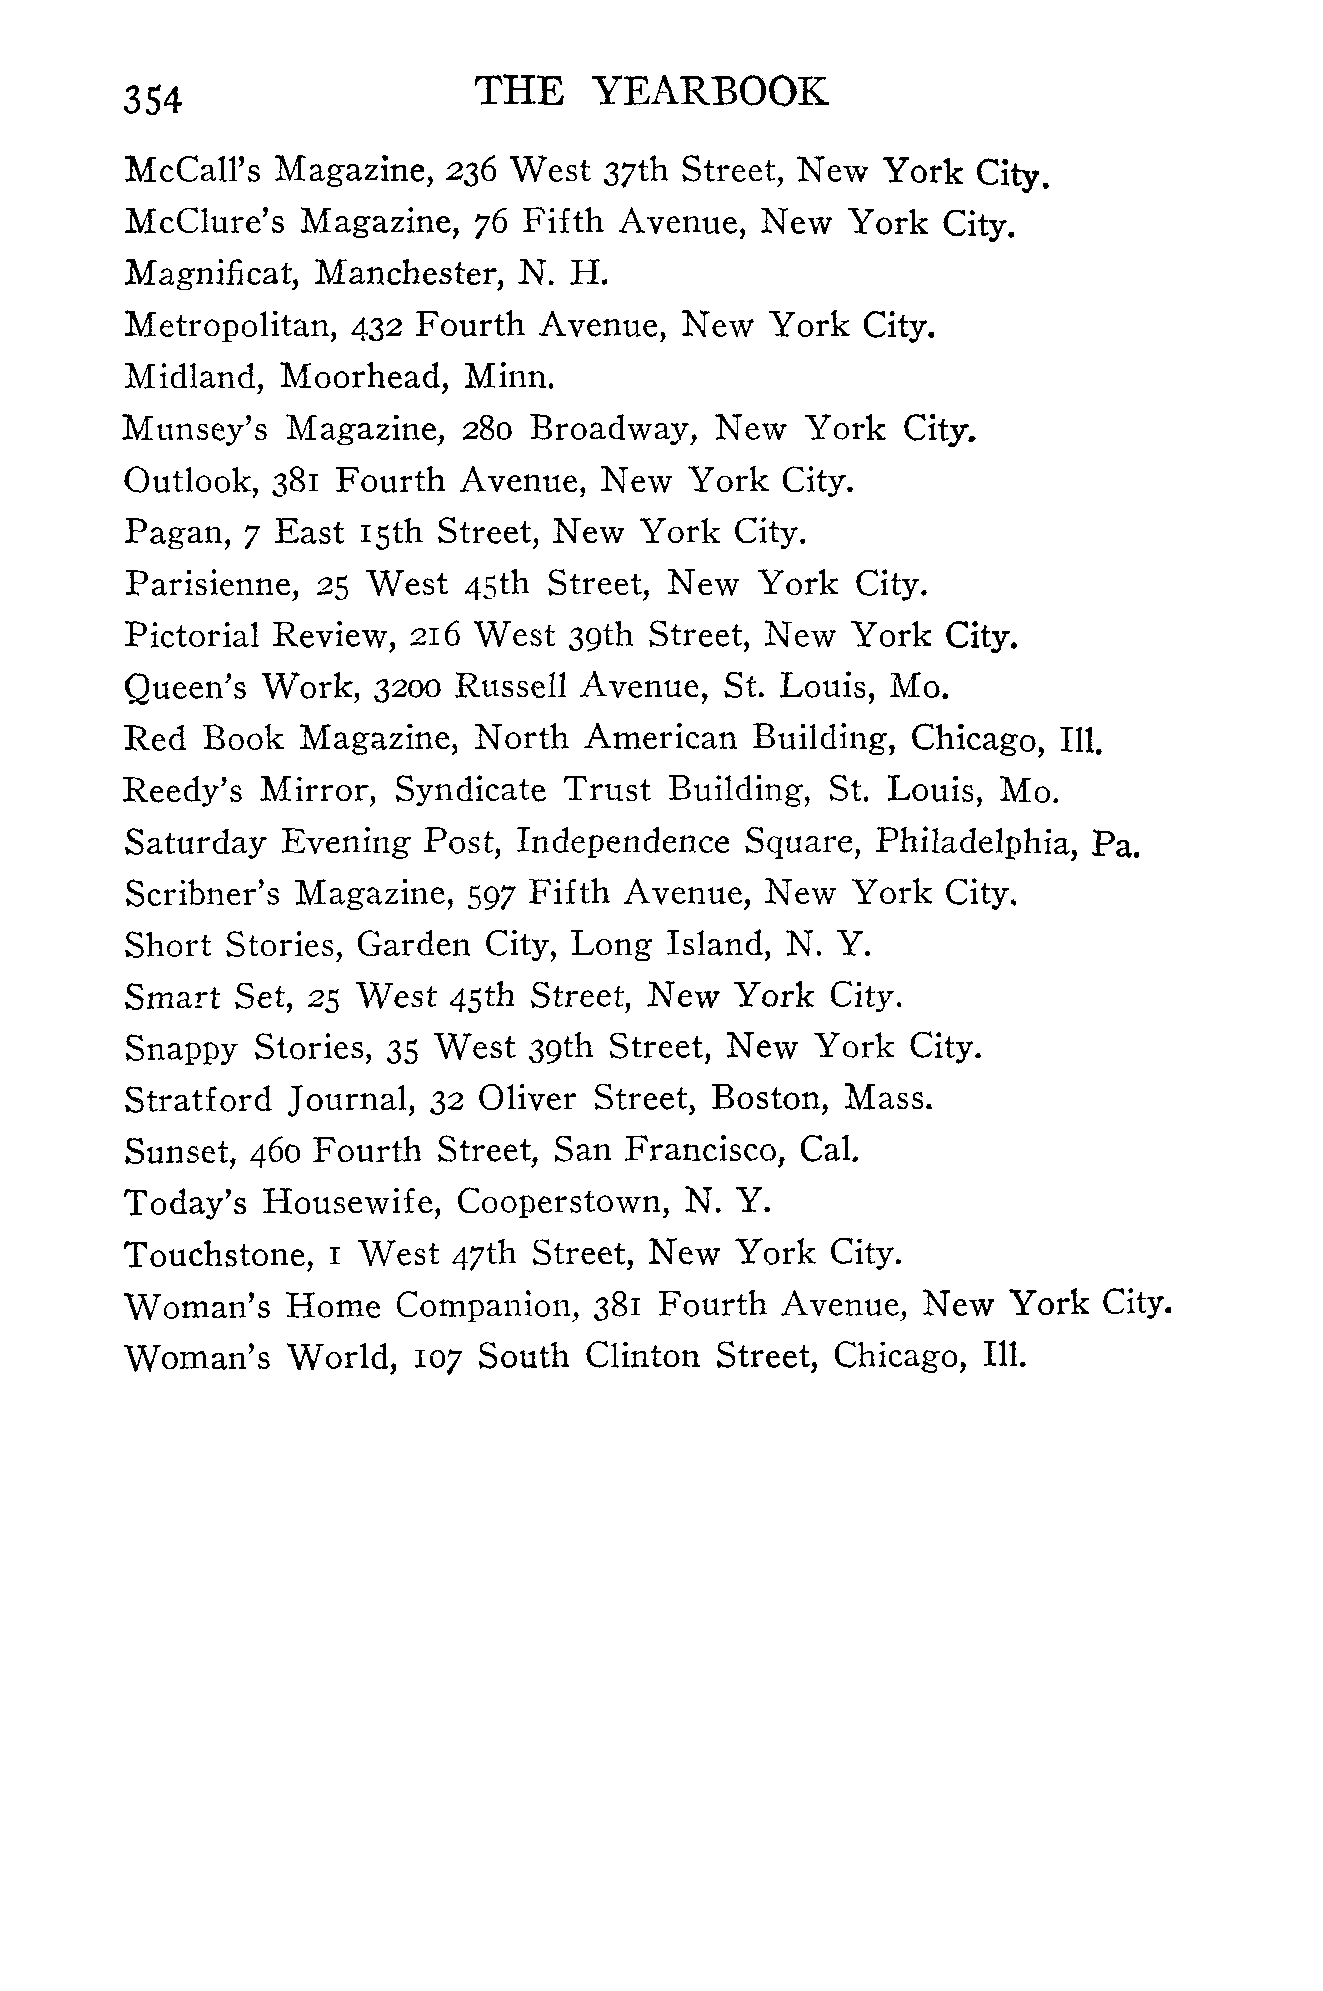 354 THE YEARBOOK
McCall's Magazine, 236 West 37th Street, New York City.
McClure's Magazine, 76 Fifth Avenue, New York City.
Magnificat, Manchester, N. H.
Metropolitan, 432 Fourth Avenue, New York City.
Midland, Moorhead, Minn.
Munsey's Magazine, 280 Broadway, New York City.
Outlook, 381 Fourth Avenue, New York City.
Pagan, 7 East 15th Street, New York City.
Parisienne, 25 West 45th Street, New York City.
Pictorial Review, 216 West 39th Street, New York City.
Queen's Work, 3200 Russell Avenue, St. Louis, Mo.
Red Book Magazine, North American Building, Chicago, Ill.
Reedy's Mirror, Syndicate Trust Building, St. Louis, Mo.
Saturday Evening Post, Independence Square, Philadelphia, Pa.
Scribner's Magazine, 597 Fifth Avenue, New York City.
Short Stories, Garden City, Long Island, N. Y.
Smart Set, 25 West 45th Street, New York City.
Snappy Stories, 35 West 39th Street, New York City.
Stratford Journal, 32 Oliver Street, Boston, Mass.
Sunset, 460 Fourth Street, San Francisco, Cal.
Today's Housewife, Cooperstown, N. Y.
Touchstone, 1 West 47th Street, New York City.
Woman's Home Companion, 381 Fourth Avenue, New York City.
Woman's World, 107 South Clinton Street, Chicago, Ill.